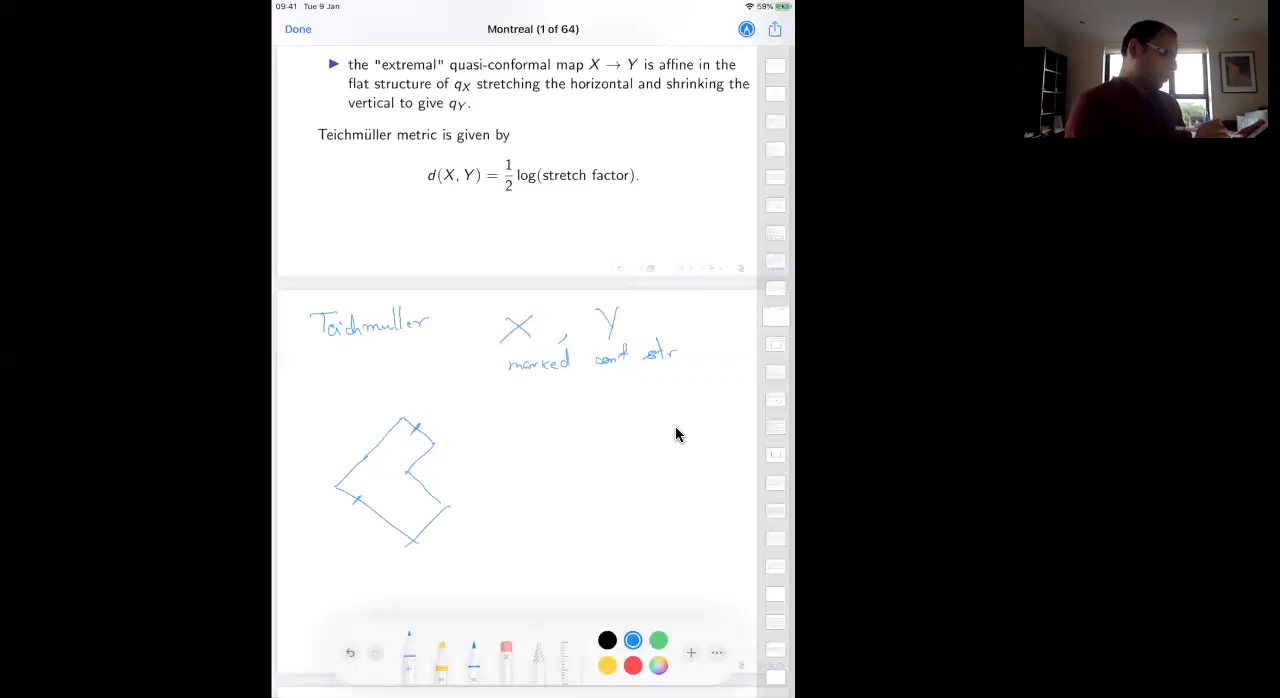 09:41 Tue 9 Jan 59%
Done Montreal (1 of 64)
▶ the "extremal" quasi-conformal map X → Y is affine in the
flat structure of q_X stretching the horizontal and shrinking the
vertical to give q_Y.
Teichmüller metric is given by
d(X, Y) = 1/2 log(stretch factor).
Teichmuller X , Y
marked conf str